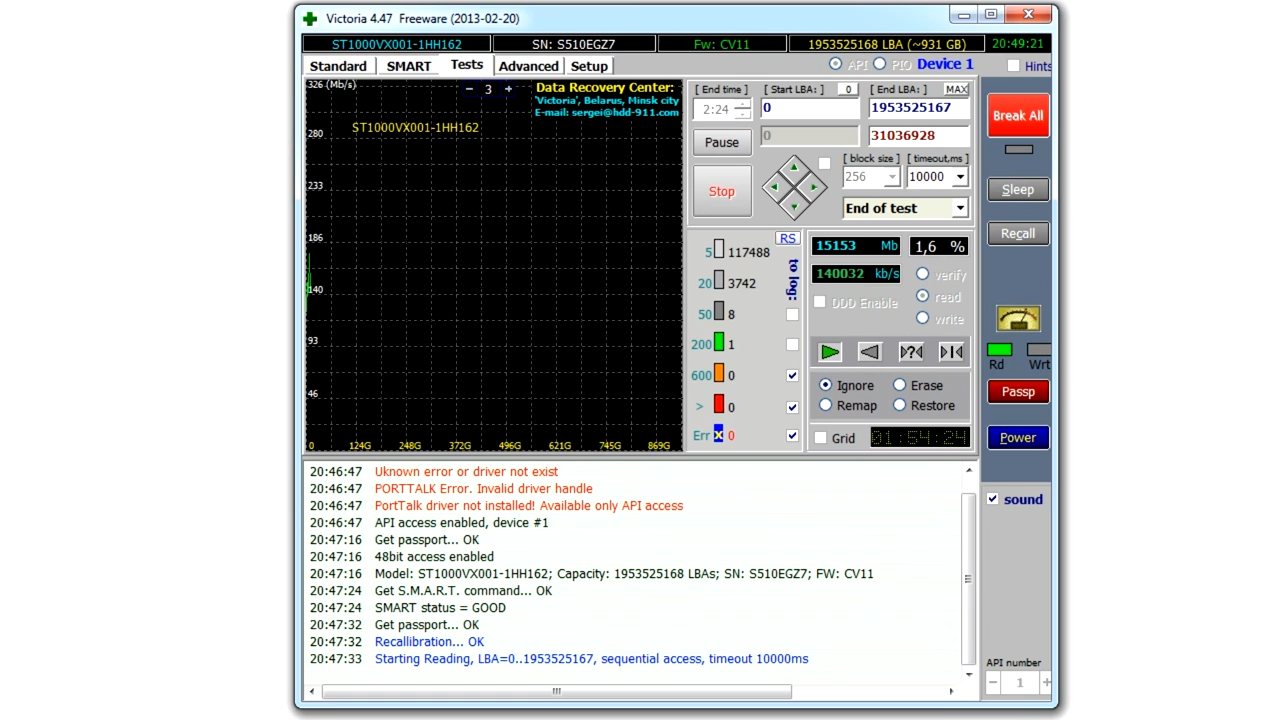 Victoria 4.47 Freeware (2013-02-20)
ST1000VX001-1HH162 SN: S510EGZ7 Fw: CV11 1953525168 LBA (~931 GB) 20:49:21
Standard SMART Tests Advanced Setup API PIO Device 1 Hints
326 (Mb/s) - 3 + Data Recovery Center:
'Victoria', Belarus, Minsk city
E-mail: sergei@hdd-911.com
ST1000VX001-1HH162
280
233
186
140
93
46
0 124G 248G 372G 496G 621G 745G 869G
[ End time ] [ Start LBA: ] 0 [ End LBA: ] MAX
2:24 0 1953525167
Pause 0 31036928
[ block size ] [ timeout,ms ]
256 10000
Stop
End of test
RS
to log:
5 117488
20 3742
50 8
200 1
600 0
> 0
Err x 0
15153 Mb 1,6 %
140032 kb/s verify
DDD Enable read
write
Ignore Erase
Remap Restore
Grid 01:54:24
Break All
Sleep
Recall
Rd Wrt
Passp
Power
sound
API number
- 1 +
20:46:47 Uknown error or driver not exist
20:46:47 PORTTALK Error. Invalid driver handle
20:46:47 PortTalk driver not installed! Available only API access
20:46:47 API access enabled, device #1
20:47:16 Get passport... OK
20:47:16 48bit access enabled
20:47:16 Model: ST1000VX001-1HH162; Capacity: 1953525168 LBAs; SN: S510EGZ7; FW: CV11
20:47:24 Get S.M.A.R.T. command... OK
20:47:24 SMART status = GOOD
20:47:32 Get passport... OK
20:47:32 Recallibration... OK
20:47:33 Starting Reading, LBA=0..1953525167, sequential access, timeout 10000ms